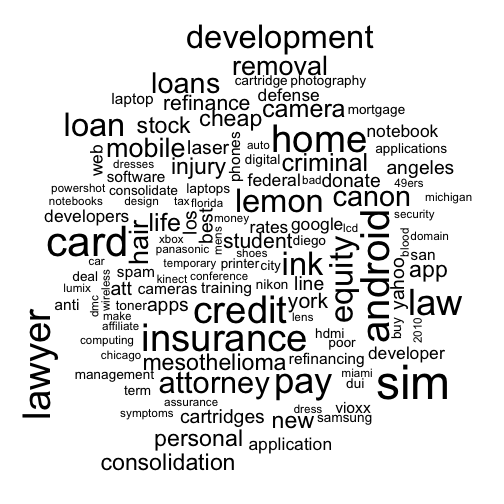 development
removal
loans
cartridge photography
laptop
refinance
defense
camera
cheap
mortgage
loan
stock
home
notebook
mobile
laser
phones
auto
applications
web
dresses
injury
digital
criminal
angeles
software
federal
bad
donate
49ers
powershot
consolidate
laptops
lemon
canon
michigan
notebooks
design
tax
florida
developers
life
los
best
money
mens
rates
google
lcd
android
security
hair
student
diego
blood
domain
card
xbox
panasonic
shoes
equity
san
car
temporary
printer
city
ink
yahoo
app
deal
spam
kinect
conference
lumix
wireless
att
cameras
training
nikon
line
anti
dmc
toner
apps
credit
york
buy
2010
law
make
lens
affiliate
lawyer
computing
insurance
hdmi
poor
chicago
mesothelioma
refinancing
developer
management
attorney
pay
miami
dui
sim
term
assurance
symptoms
cartridges
dress
new
vioxx
samsung
personal
application
consolidation